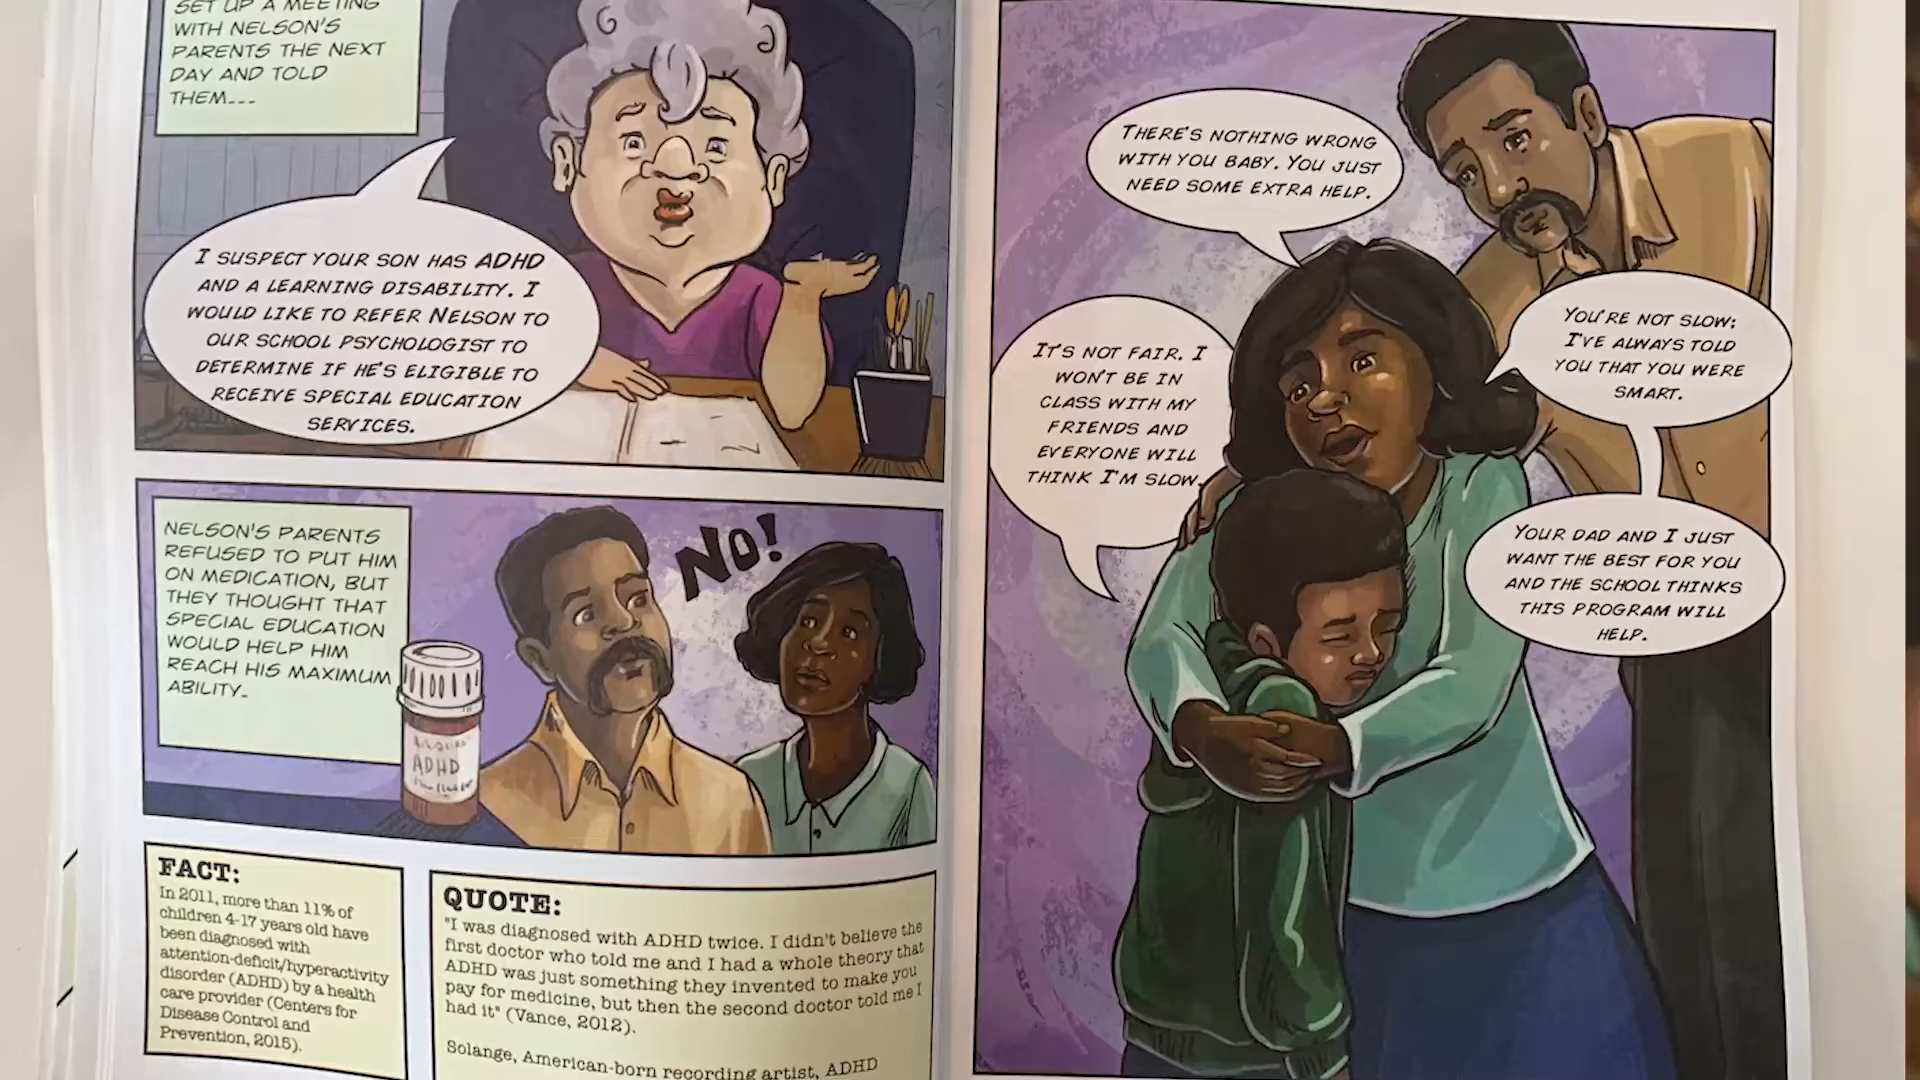 SET UP A MEETING
WITH NELSON'S
PARENTS THE NEXT
DAY AND TOLD
THEM---
I SUSPECT YOUR SON HAS ADHD
AND A LEARNING DISABILITY. I
WOULD LIKE TO REFER NELSON TO
OUR SCHOOL PSYCHOLOGIST TO
DETERMINE IF HE'S ELIGIBLE TO
RECEIVE SPECIAL EDUCATION
SERVICES.
NELSON'S PARENTS
REFUSED TO PUT HIM
ON MEDICATION, BUT
THEY THOUGHT THAT
SPECIAL EDUCATION
WOULD HELP HIM
REACH HIS MAXIMUM
ABILITY.
NO!
ADHD
FACT:
In 2011, more than 11% of
children 4-17 years old have
been diagnosed with
attention-deficit/hyperactivity
disorder (ADHD) by a health
care provider (Centers for
Disease Control and
Prevention, 2015).
QUOTE:
"I was diagnosed with ADHD twice. I didn't believe the
first doctor who told me and I had a whole theory that
ADHD was just something they invented to make you
pay for medicine, but then the second doctor told me I
had it" (Vance, 2012).
Solange, American-born recording artist, ADHD
THERE'S NOTHING WRONG
WITH YOU BABY. YOU JUST
NEED SOME EXTRA HELP.
IT'S NOT FAIR. I
WON'T BE IN
CLASS WITH MY
FRIENDS AND
EVERYONE WILL
THINK I'M SLOW.
YOU'RE NOT SLOW;
I'VE ALWAYS TOLD
YOU THAT YOU WERE
SMART.
YOUR DAD AND I JUST
WANT THE BEST FOR YOU
AND THE SCHOOL THINKS
THIS PROGRAM WILL
HELP.